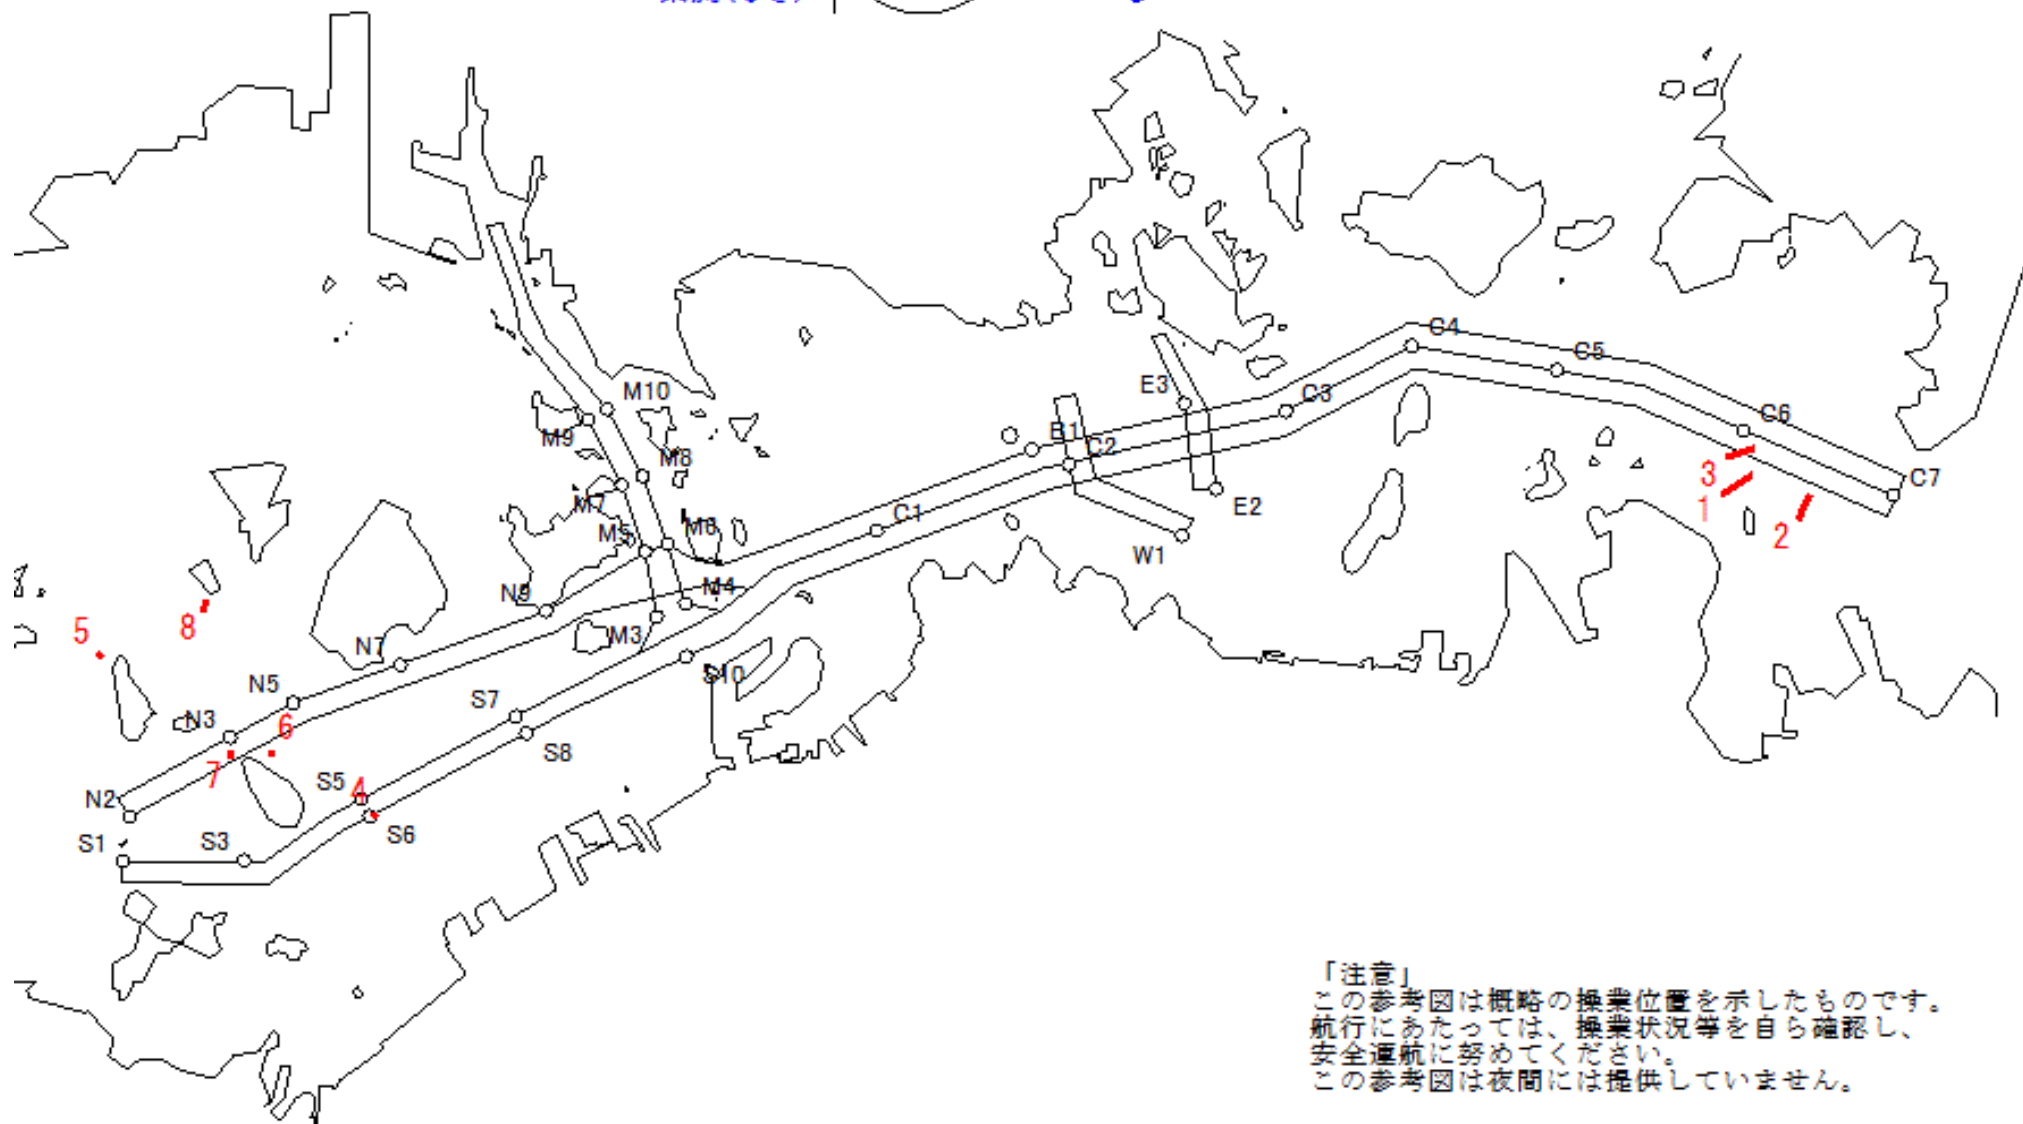 C4
C5
M10
E3
C3
C6
M9
B1
C2
M8
3
C7
M7
1
E2
C1
2
M5
M6
W1
N9
M4
8
5
M3
N7
S10
N5
S7
N3
6
S8
7
S5
4
N2
S6
S1
S3
「注意」
この参考図は概略の操業位置を示したものです。
航行にあたっては、操業状況等を自ら確認し、
安全運航に努めてください。
この参考図は夜間には提供していません。